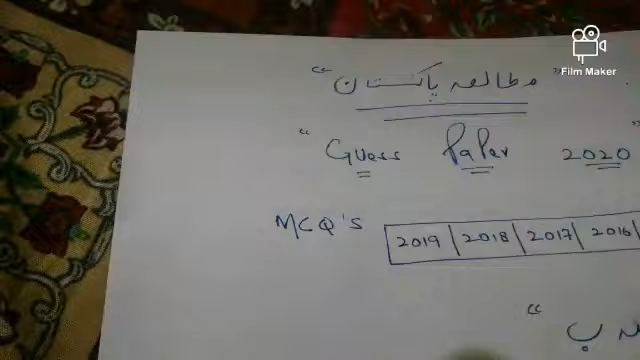 Film Maker
"مطالعہ پاکستان"
"Guess PaPer 2020"
MCQ'S 2019 | 2018 | 2017 | 2016 |
"